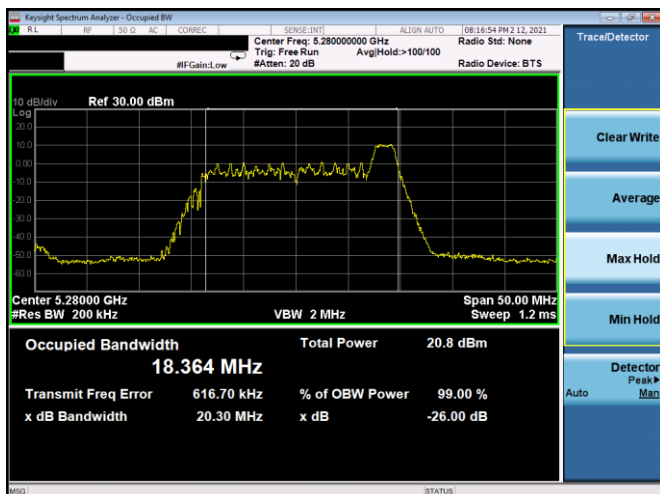 Keysight Spectrum Analyzer - Occupied BW
RL RF 50 Ω AC CORREC SENSE:INT ALIGN AUTO 08:16:54 PM 2 12, 2021
Center Freq: 5.280000000 GHz Radio Std: None
Trig: Free Run Avg|Hold:>100/100
#IFGain:Low #Atten: 20 dB Radio Device: BTS
10 dB/div Ref 30.00 dBm
Log
20.0
10.0
0.00
-10.0
-20.0
-30.0
-40.0
-50.0
-60.0
Center 5.28000 GHz Span 50.00 MHz
#Res BW 200 kHz VBW 2 MHz Sweep 1.2 ms
Occupied Bandwidth Total Power 20.8 dBm
18.364 MHz
Transmit Freq Error 616.70 kHz % of OBW Power 99.00 %
x dB Bandwidth 20.30 MHz x dB -26.00 dB
MSG STATUS
Trace/Detector
Clear Write
Average
Max Hold
Min Hold
Detector
Peak▶
Auto Man